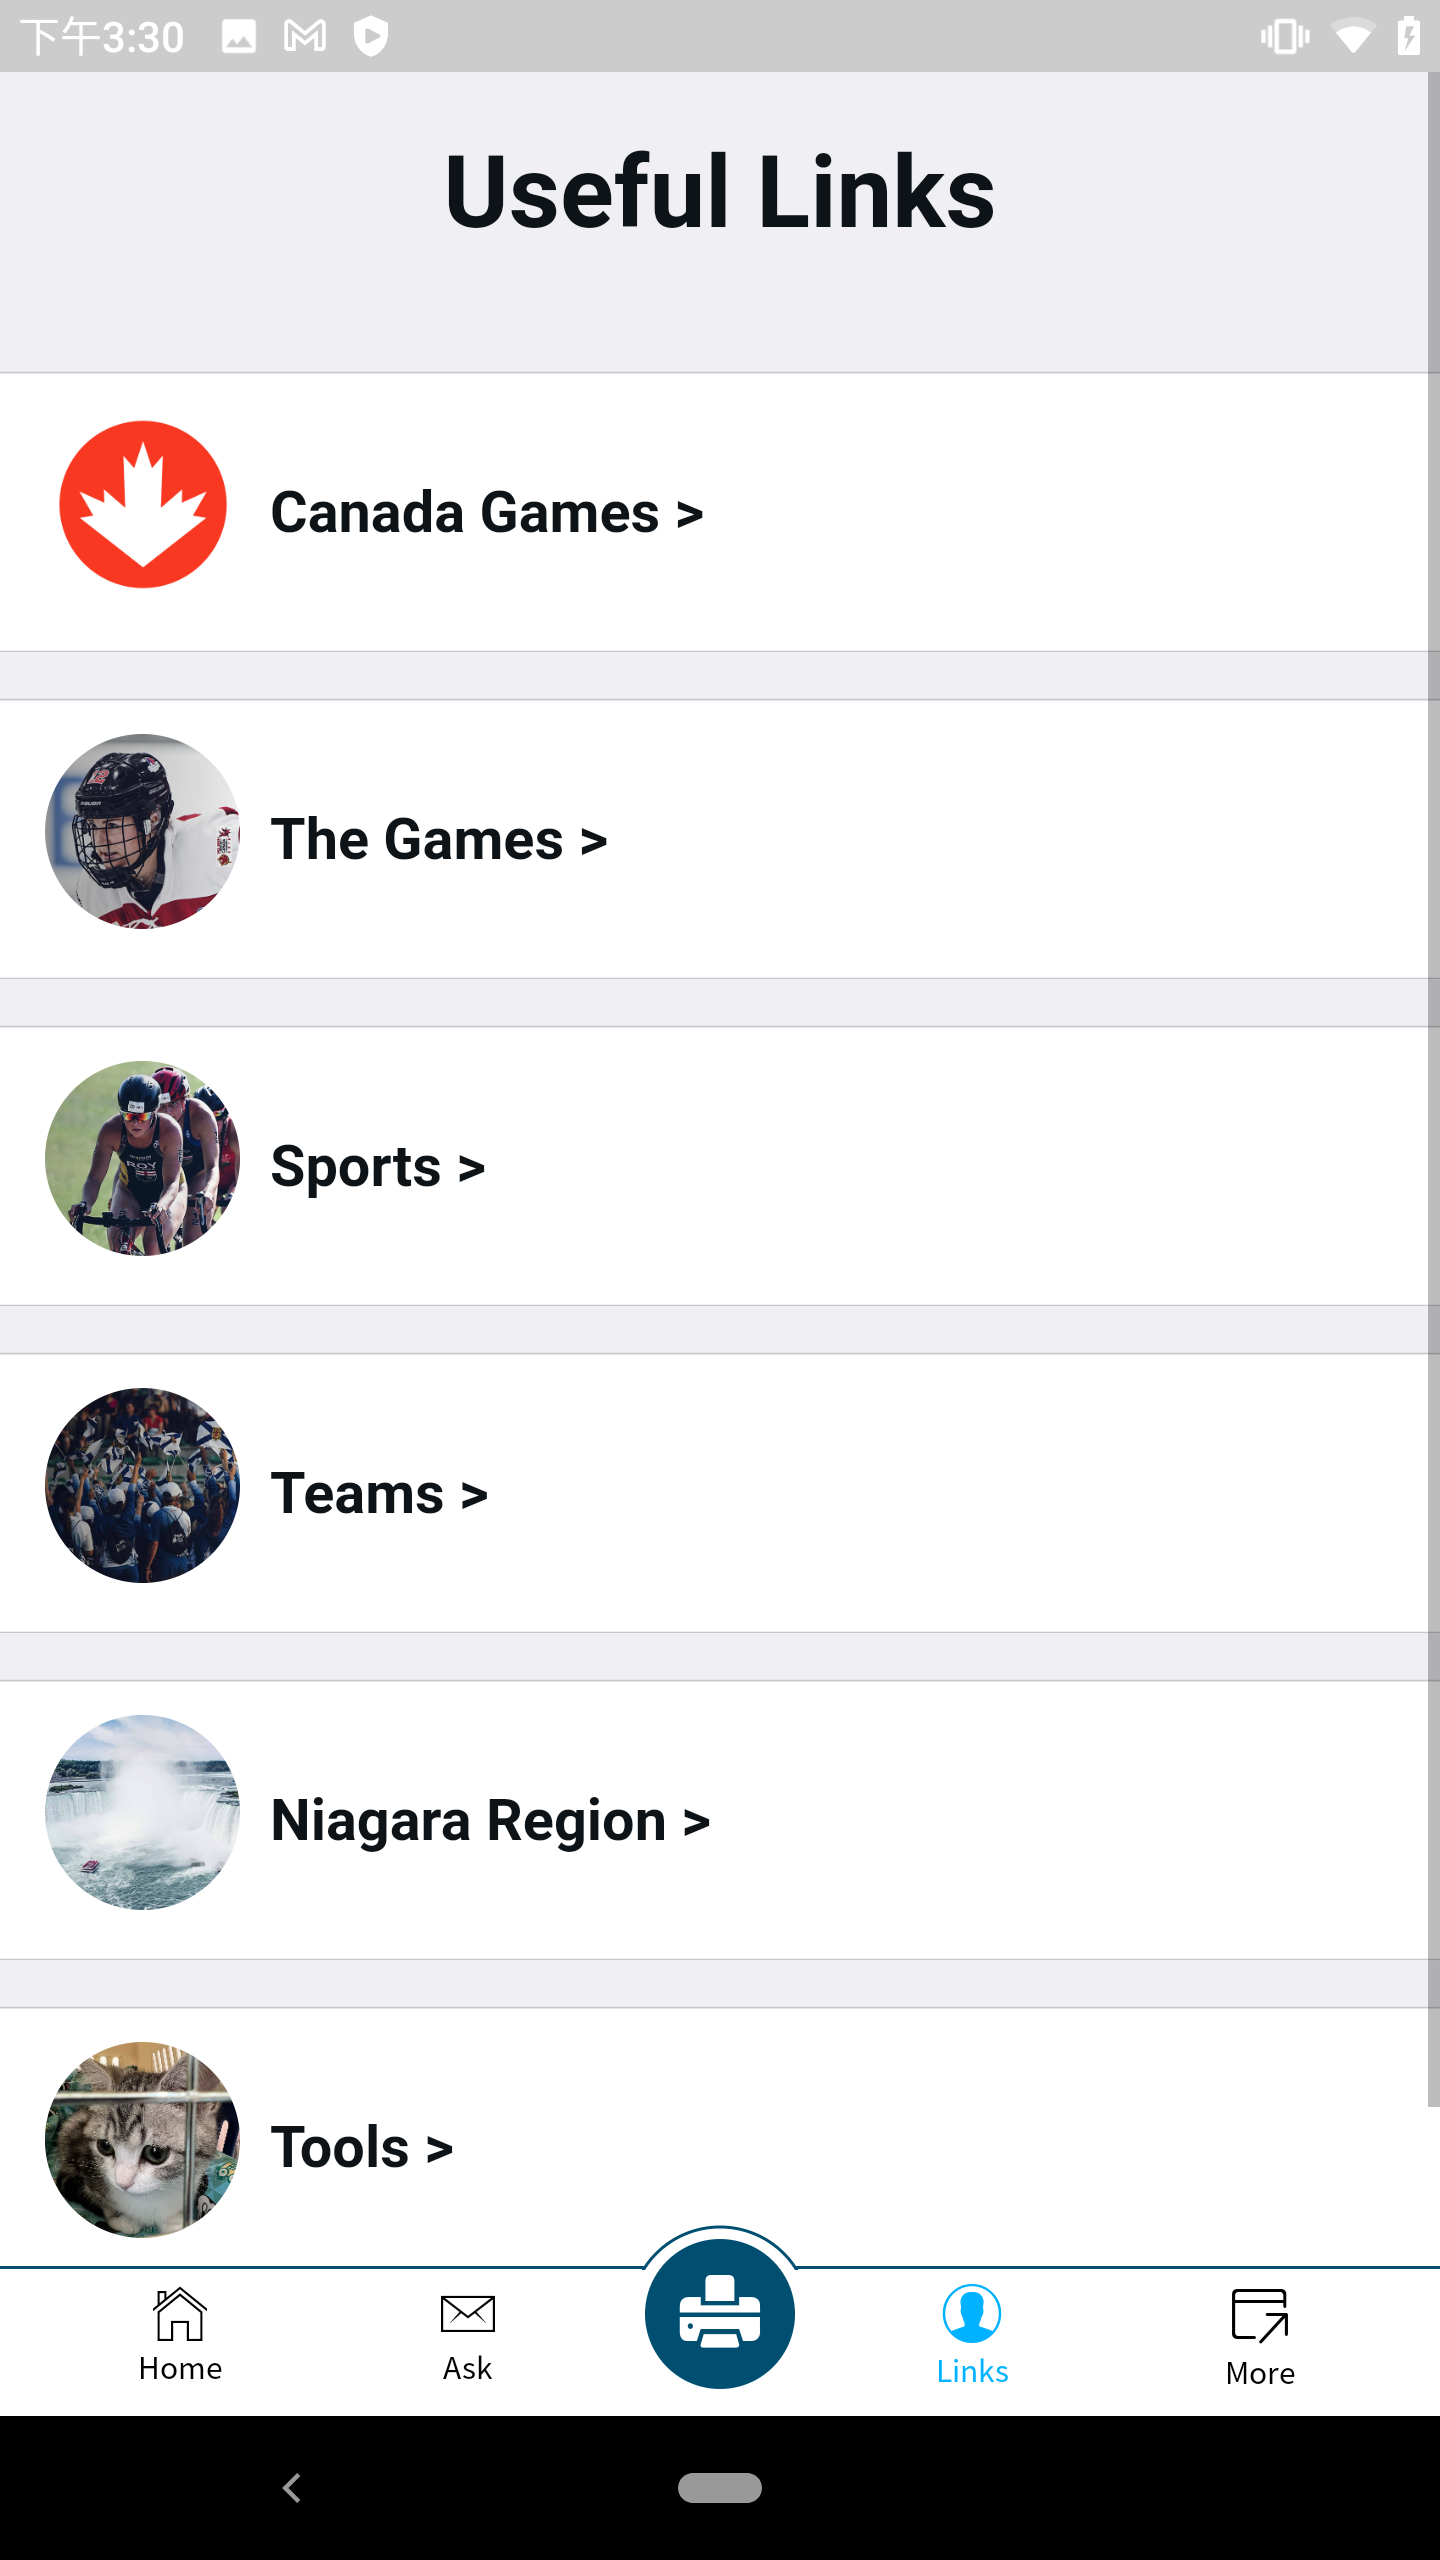 下午3:30
Useful Links
Canada Games >
The Games >
Sports >
Teams >
Niagara Region >
Tools >
Home
Ask
Links
More